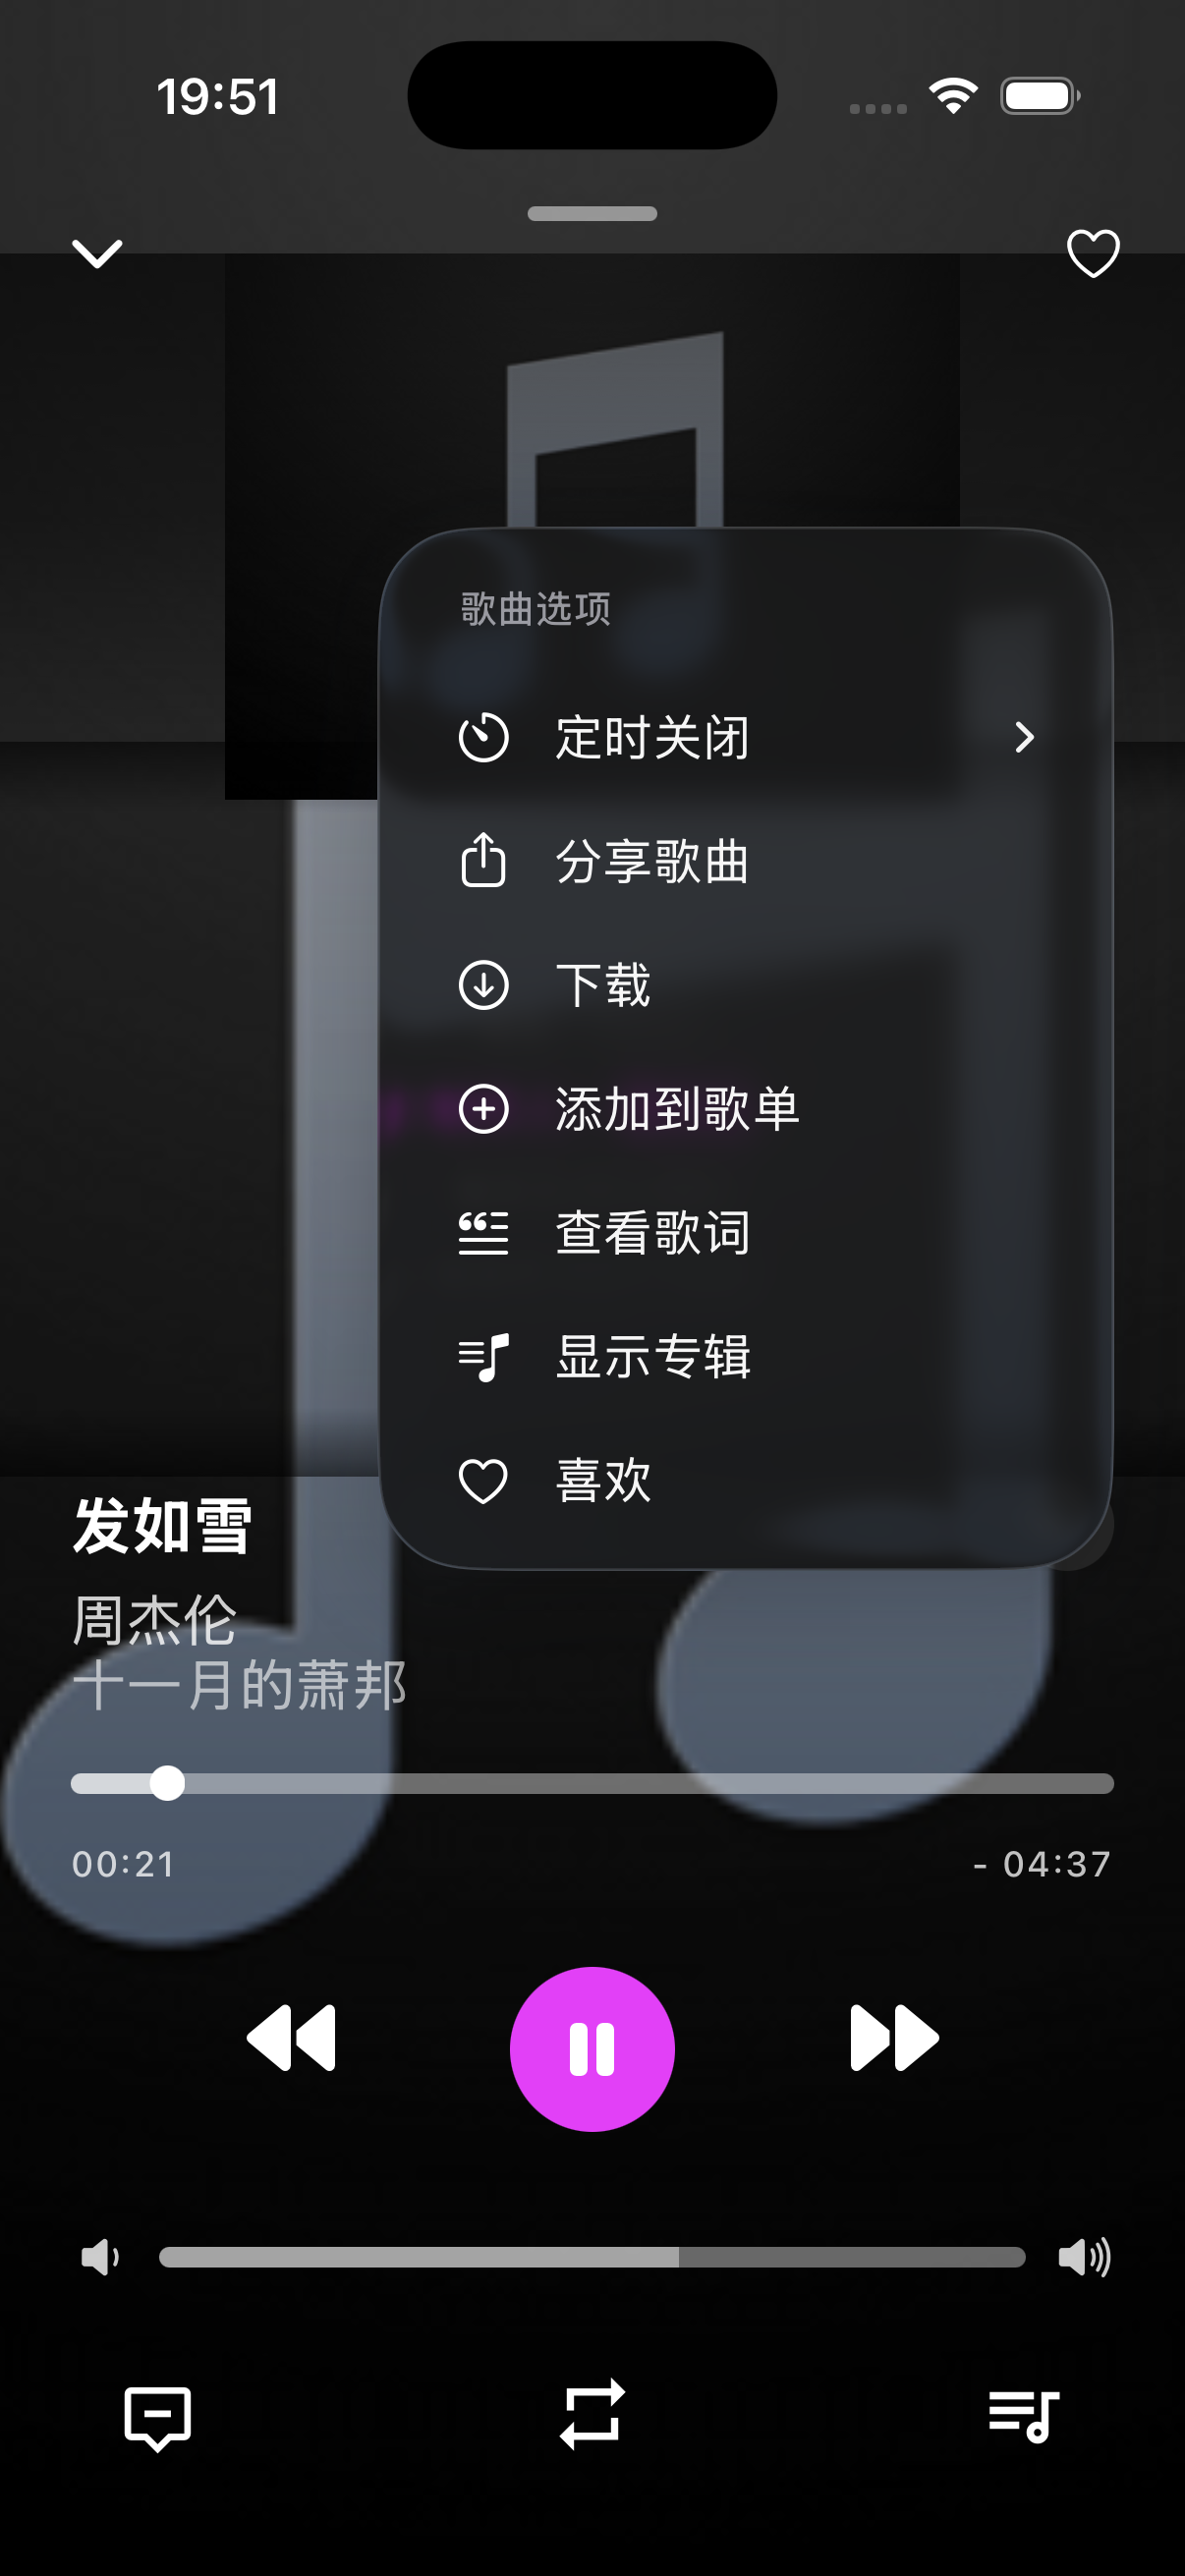 19:51
歌曲选项
定时关闭
分享歌曲
下载
添加到歌单
查看歌词
显示专辑
喜欢
发如雪
周杰伦
十一月的萧邦
00:21
- 04:37